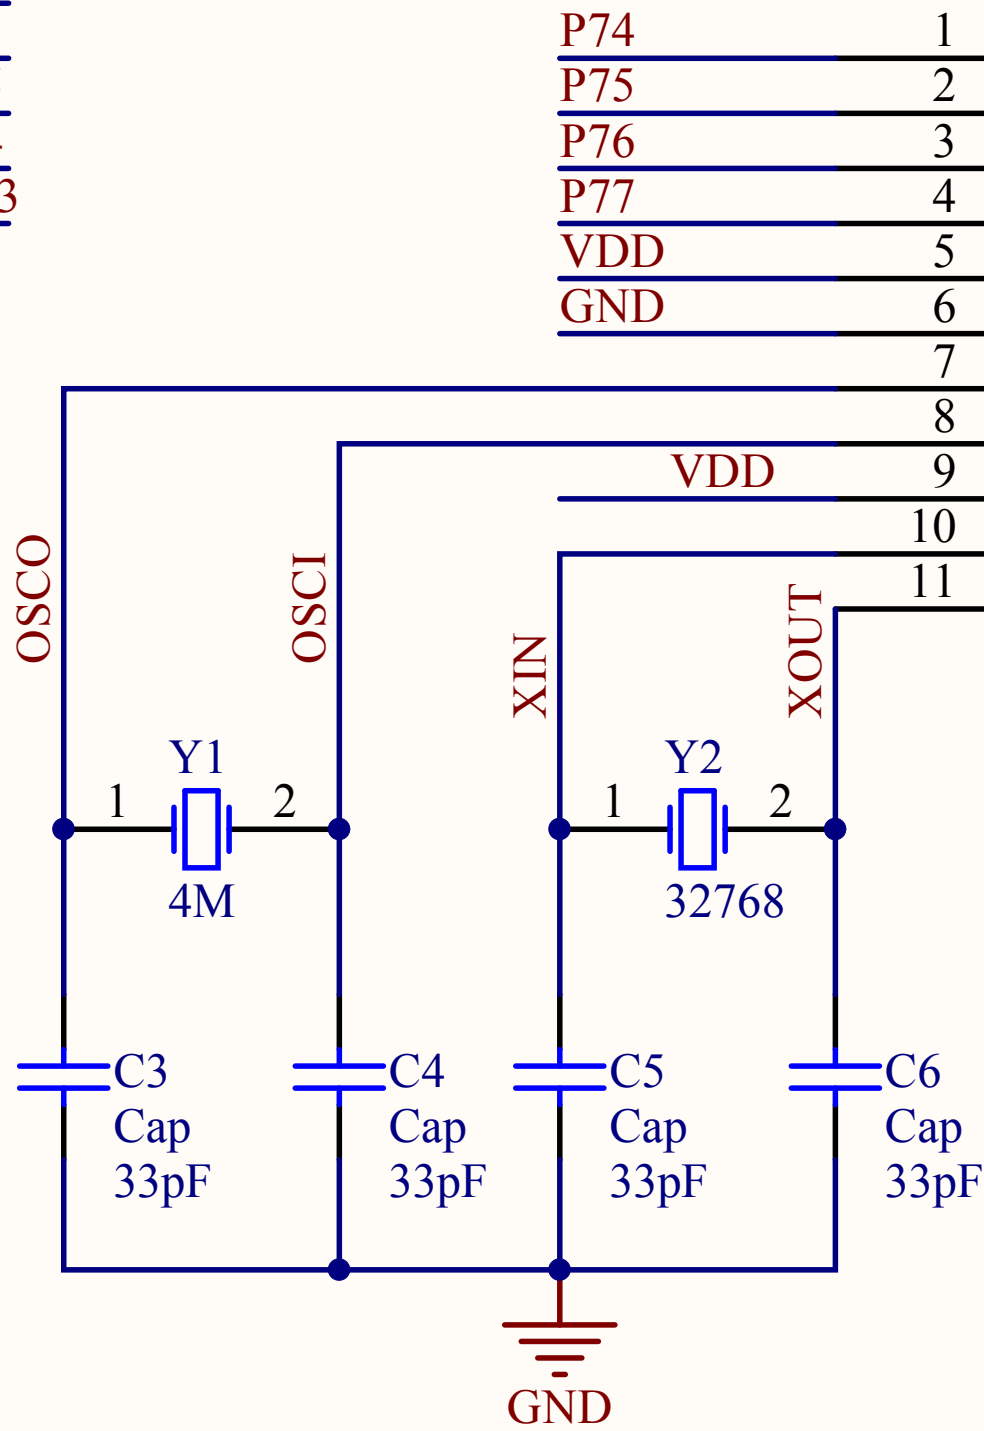 3
P74 1
P75 2
P76 3
P77 4
VDD 5
GND 6
7
8
VDD 9
10
11
OSCO
OSCI
XIN
XOUT
Y1
1 2
4M
Y2
1 2
32768
C3
Cap
33pF
C4
Cap
33pF
C5
Cap
33pF
C6
Cap
33pF
GND